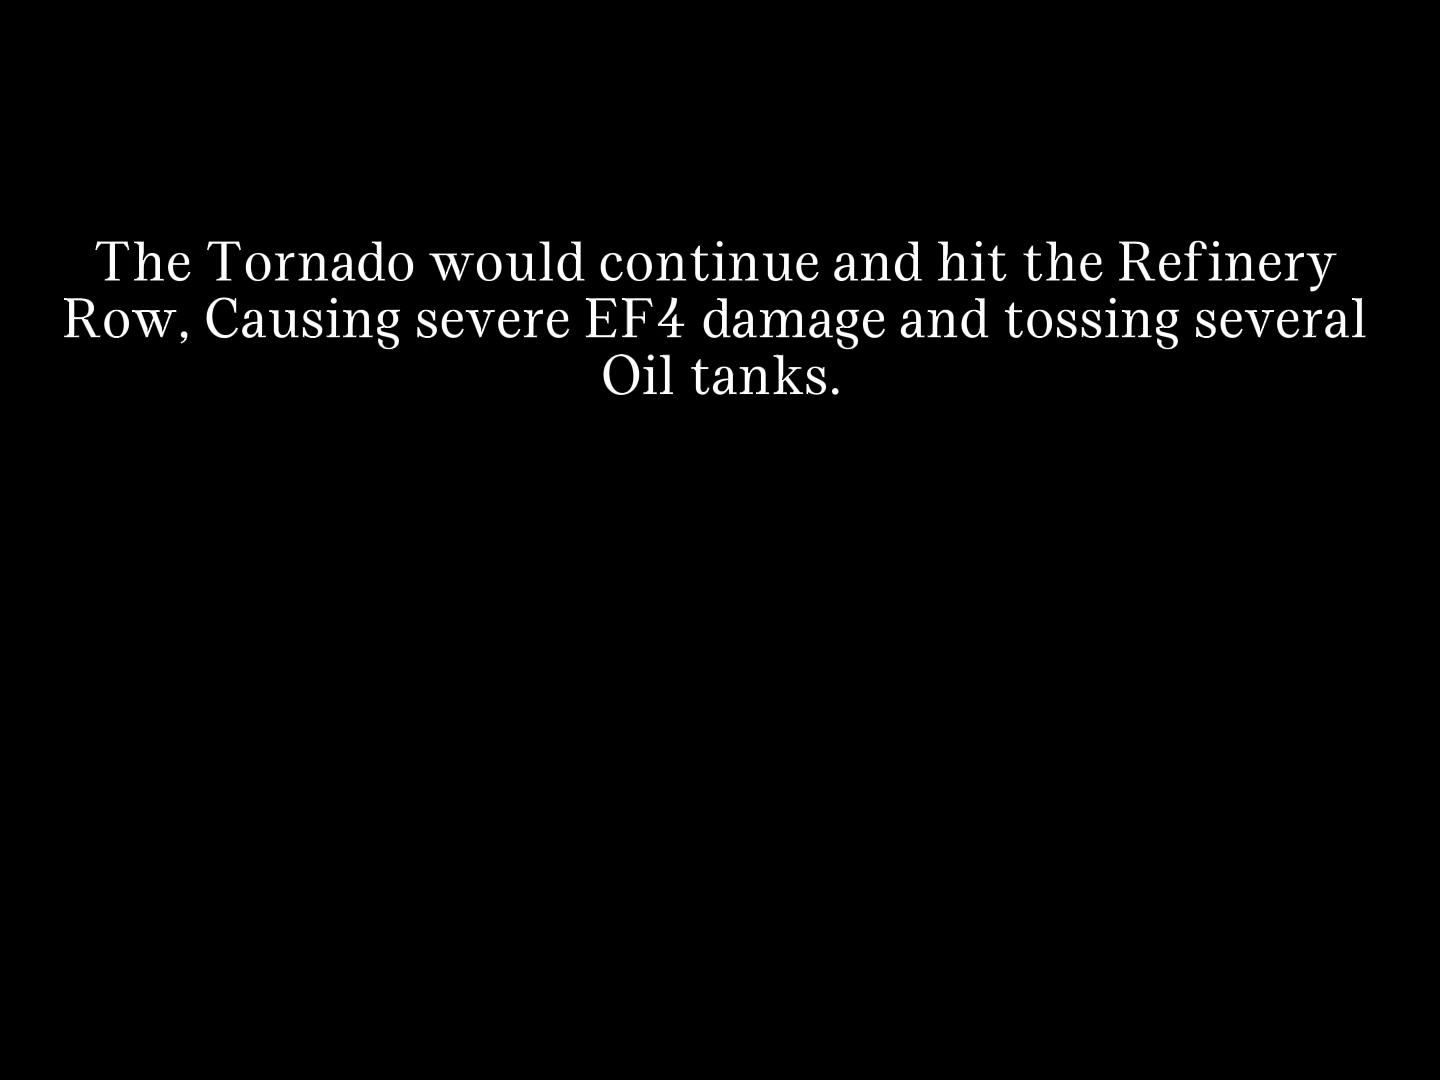 The Tornado would continue and hit the Refinery
Row, Causing severe EF4 damage and tossing several
Oil tanks.